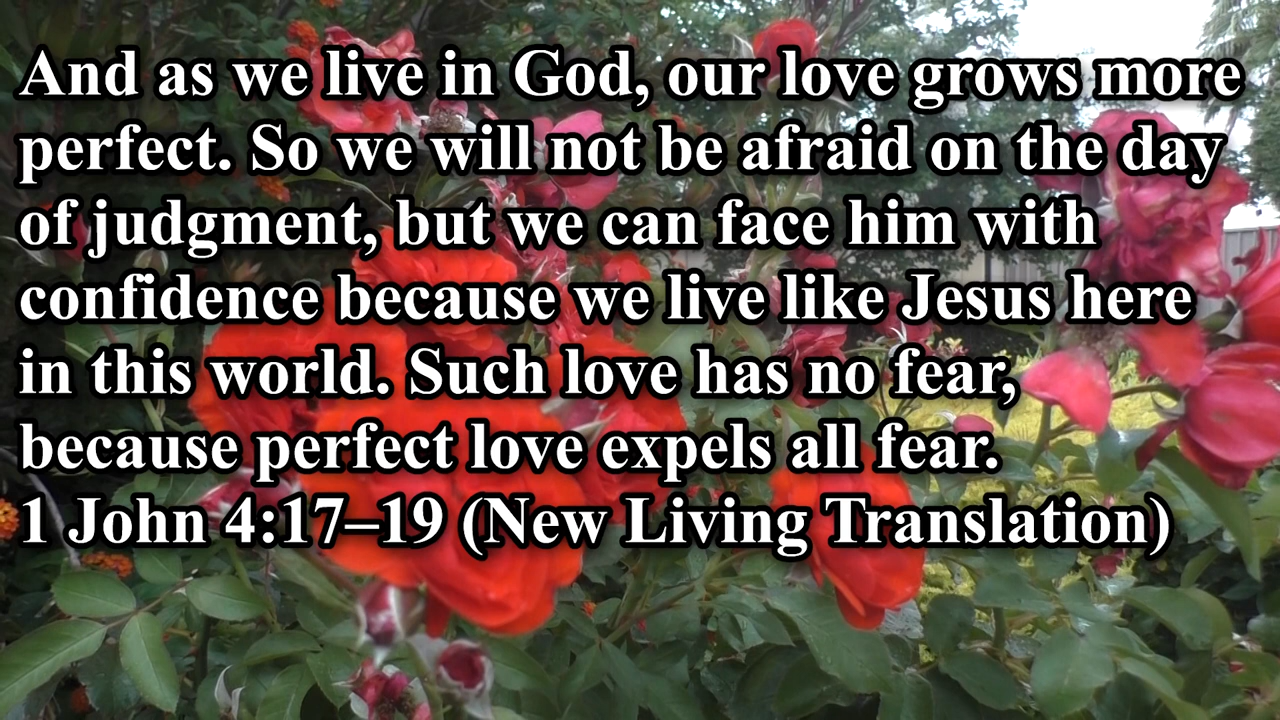 And as we live in God, our love grows more
perfect. So we will not be afraid on the day
of judgment, but we can face him with
confidence because we live like Jesus here
in this world. Such love has no fear,
because perfect love expels all fear.
1 John 4:17–19 (New Living Translation)